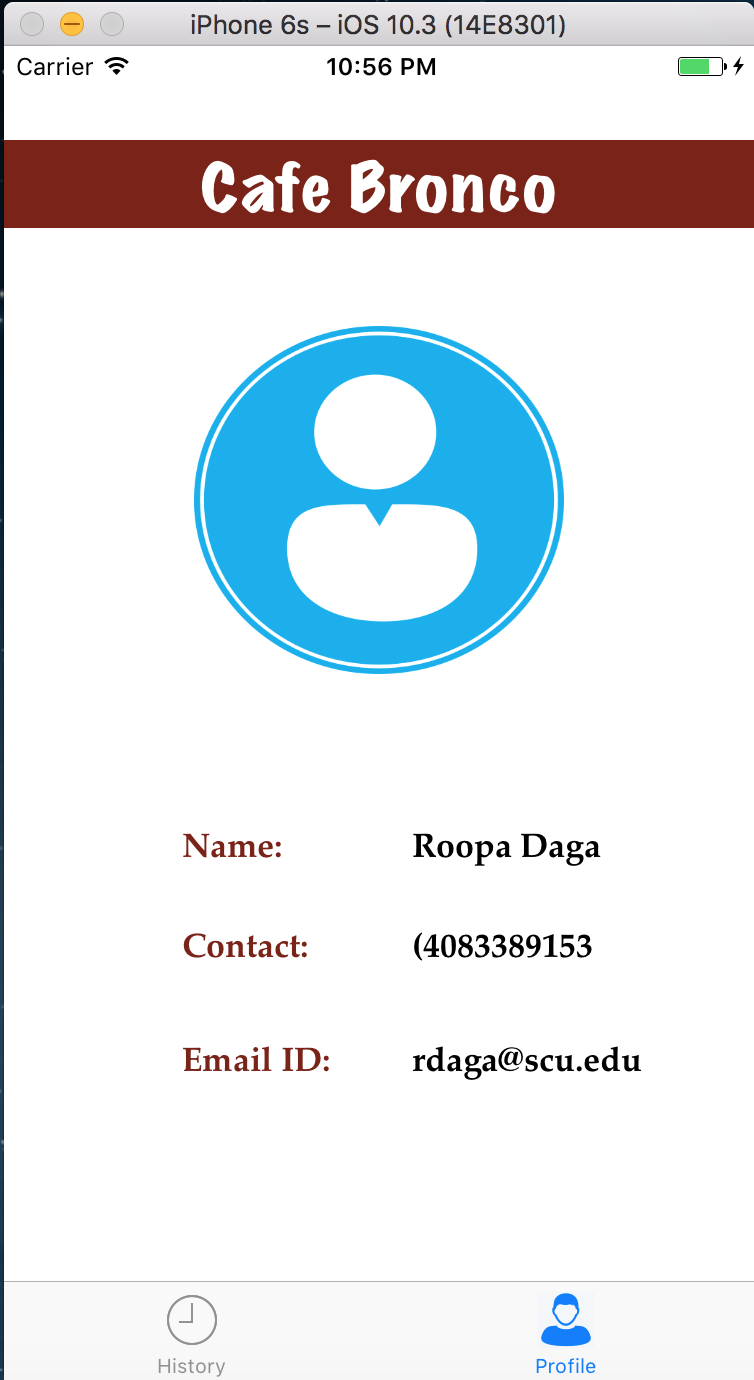 iPhone 6s – iOS 10.3 (14E8301)
Carrier 10:56 PM
Cafe Bronco
Name: Roopa Daga
Contact: (4083389153
Email ID: rdaga@scu.edu
History Profile